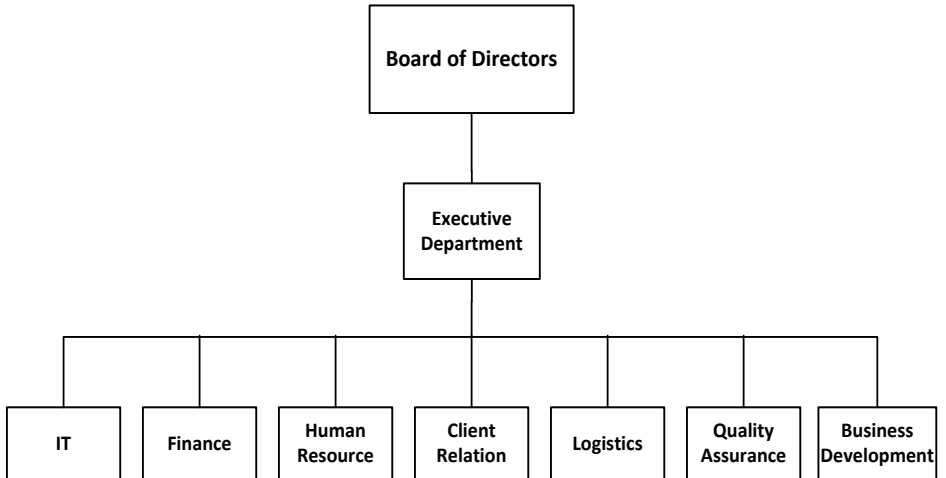 Board of Directors
Executive
Department
IT
Finance
Human
Resource
Client
Relation
Logistics
Quality
Assurance
Business
Development